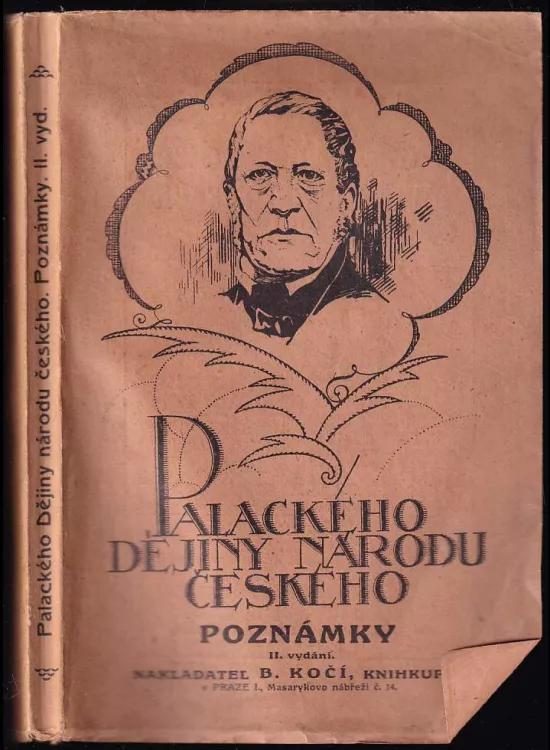 Palackého Dějiny národu českého. Poznámky. II. vyd.
PALACKÉHO
DĚJINY NÁRODU
ČESKÉHO
POZNÁMKY
II. vydání.
NAKLADATEL B. KOČÍ, KNIHKUP
v PRAZE I., Masarykovo nábřeží č. 14.